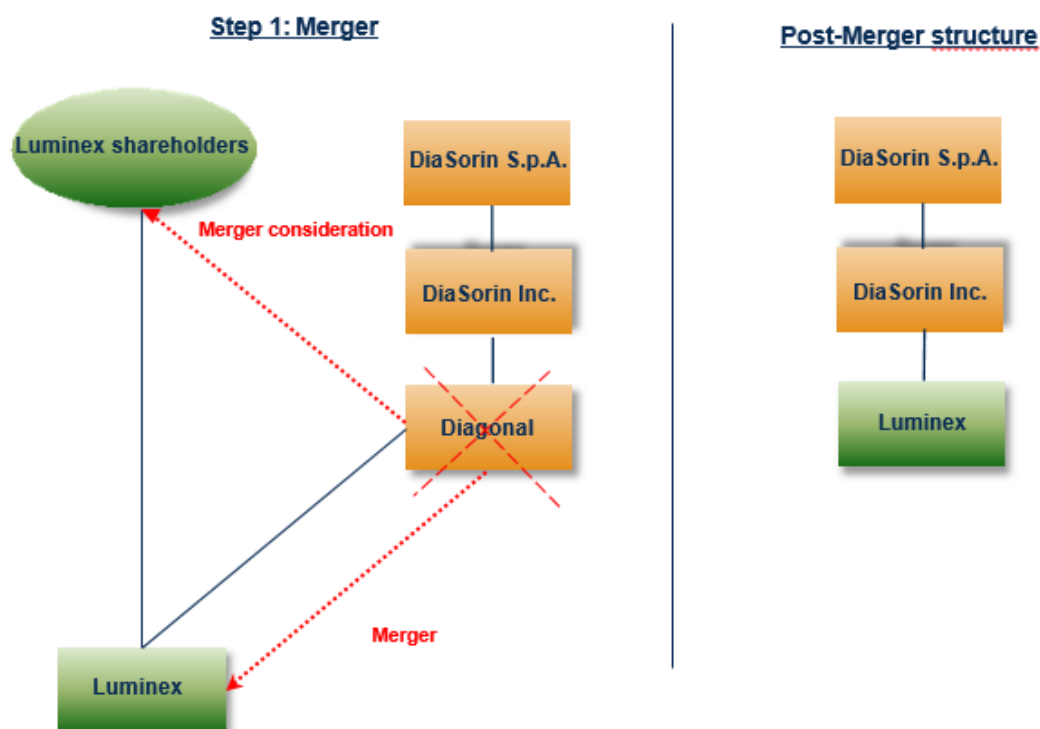 Step 1: Merger
Post-Merger structure
Luminex shareholders
DiaSorin S.p.A.
Merger consideration
DiaSorin Inc.
Diagonal
Merger
Luminex
DiaSorin S.p.A.
DiaSorin Inc.
Luminex